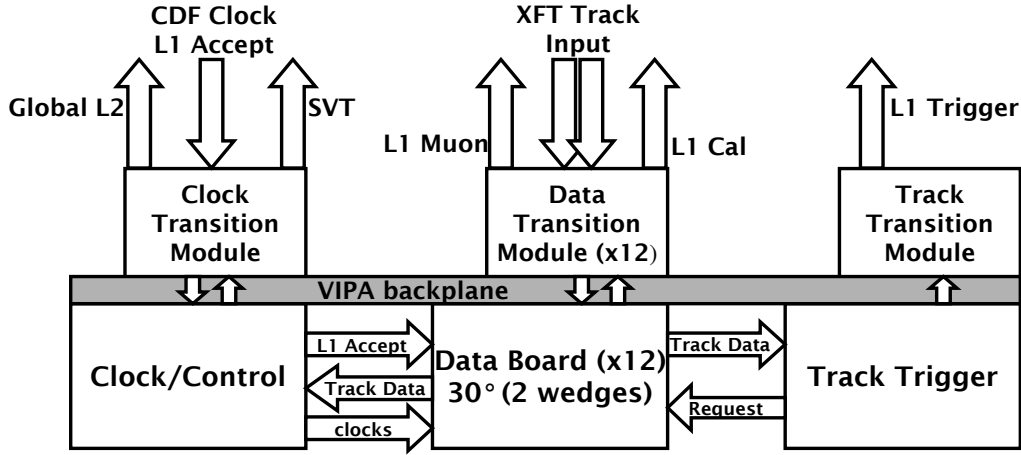 CDF Clock
L1 Accept
XFT Track
Input
Global L2
SVT
L1 Muon
L1 Cal
L1 Trigger
Clock
Transition
Module
Data
Transition
Module (x12)
Track
Transition
Module
VIPA backplane
Clock/Control
L1 Accept
Track Data
clocks
Data Board (x12)
30° (2 wedges)
Track Data
Request
Track Trigger